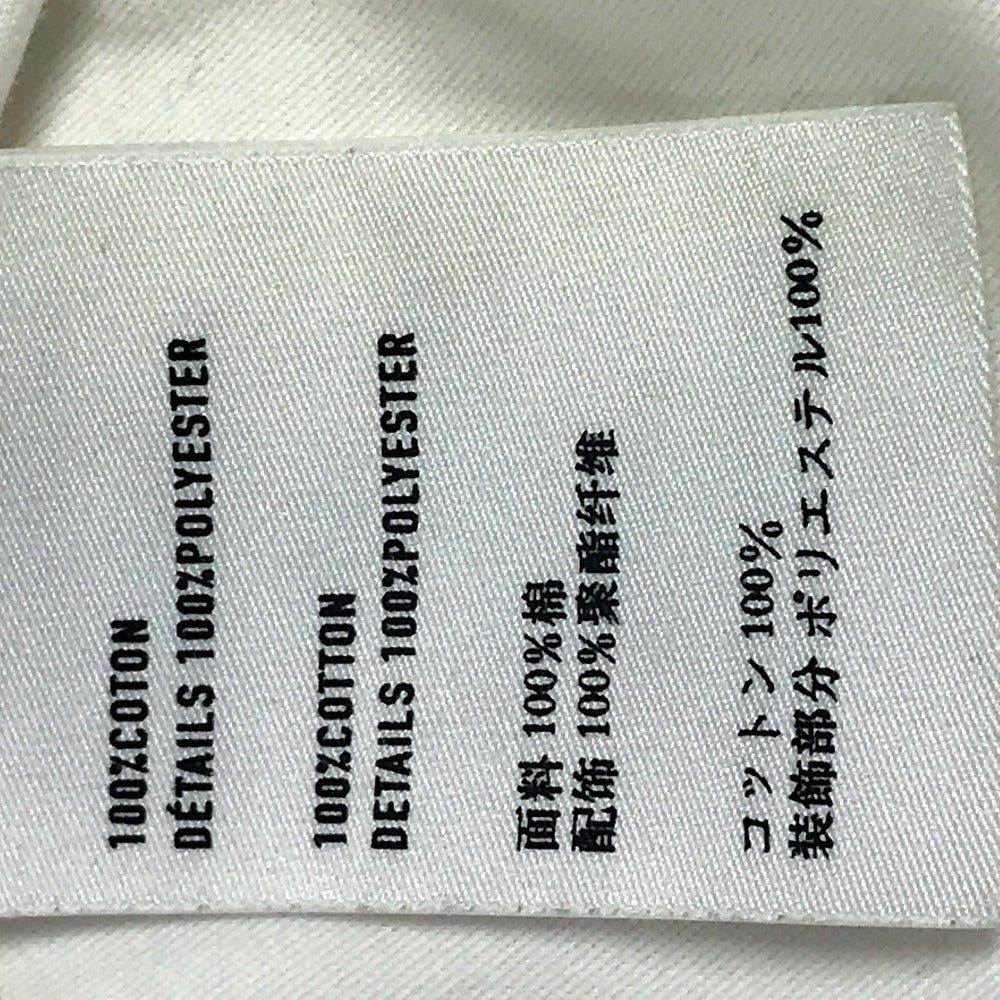 100%COTON
DÉTAILS 100%POLYESTER
100%COTTON
DETAILS 100%POLYESTER
面料 100%棉
配饰 100%聚酯纤维
コットン 100%
装飾部分 ポリエステル100%